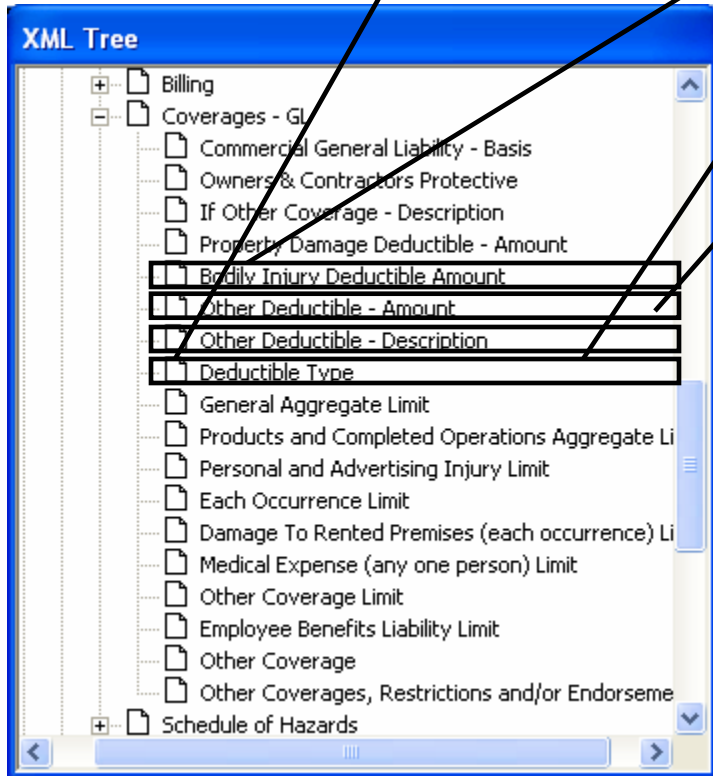 XML Tree
Billing
Coverages - GL
Commercial General Liability - Basis
Owners & Contractors Protective
If Other Coverage - Description
Property Damage Deductible - Amount
Bodily Injury Deductible Amount
Other Deductible - Amount
Other Deductible - Description
Deductible Type
General Aggregate Limit
Products and Completed Operations Aggregate Li
Personal and Advertising Injury Limit
Each Occurrence Limit
Damage To Rented Premises (each occurrence) Li
Medical Expense (any one person) Limit
Other Coverage Limit
Employee Benefits Liability Limit
Other Coverage
Other Coverages, Restrictions and/or Endorseme
Schedule of Hazards